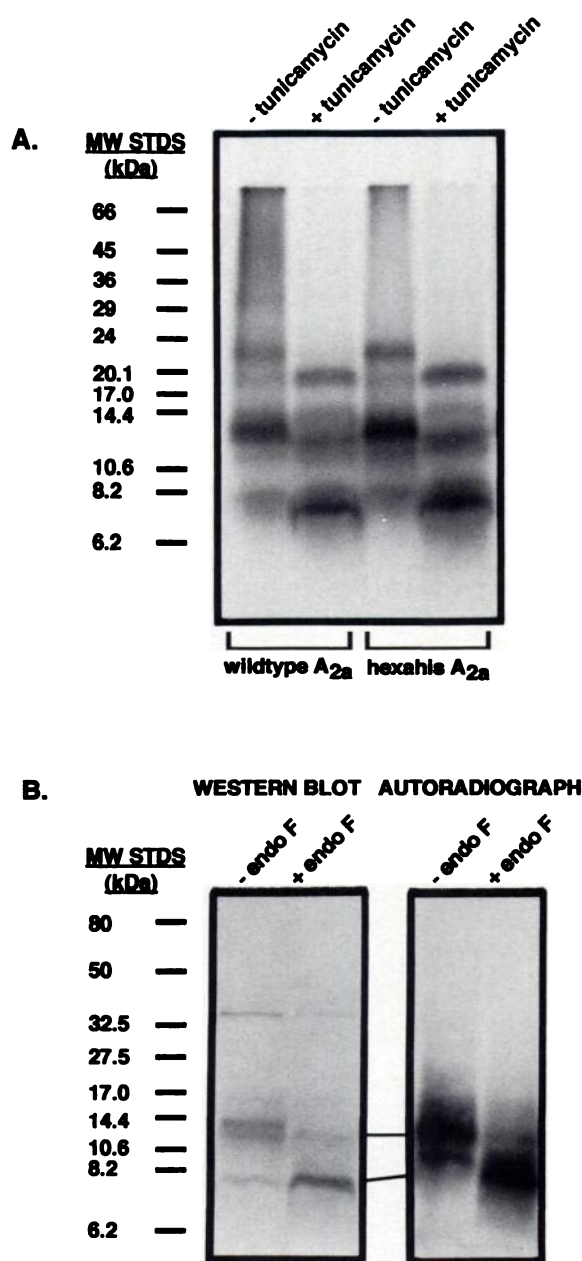 - tunicamycin
+ tunicamycin
- tunicamycin
+ tunicamycin
A.
MW STDS
(kDa)
66
45
36
29
24
20.1
17.0
14.4
10.6
8.2
6.2
wildtype A2a hexahis A2a
B.
WESTERN BLOT AUTORADIOGRAPH
- endo F
+ endo F
- endo F
+ endo F
MW STDS
(kDa)
80
50
32.5
27.5
17.0
14.4
10.6
8.2
6.2